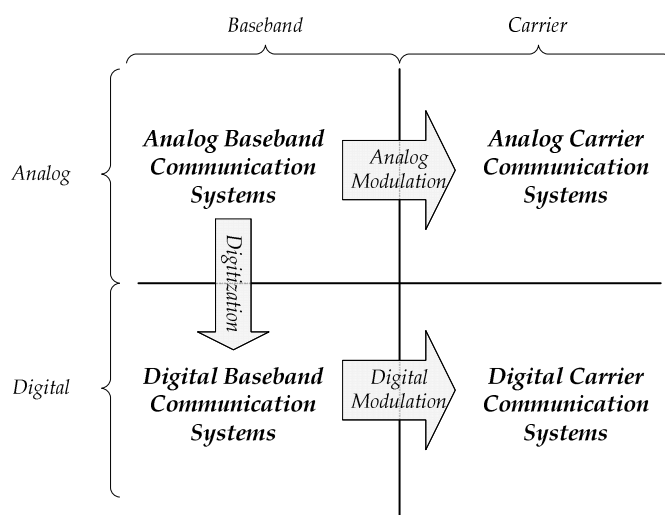 Baseband
Carrier
Analog
Analog Baseband
Communication
Systems
Analog
Modulation
Analog Carrier
Communication
Systems
Digitization
Digital
Digital Baseband
Communication
Systems
Digital
Modulation
Digital Carrier
Communication
Systems